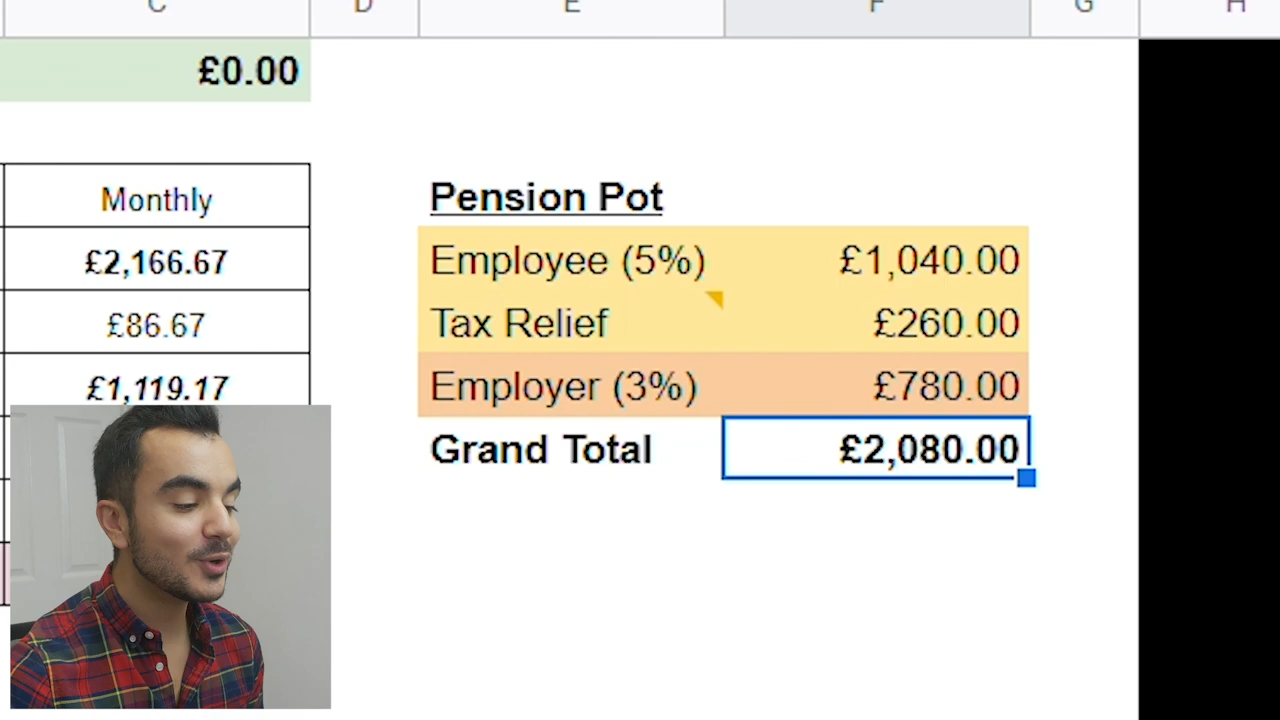 C D E F G H
£0.00
Monthly
£2,166.67
£86.67
£1,119.17
Pension Pot
Employee (5%) £1,040.00
Tax Relief £260.00
Employer (3%) £780.00
Grand Total £2,080.00